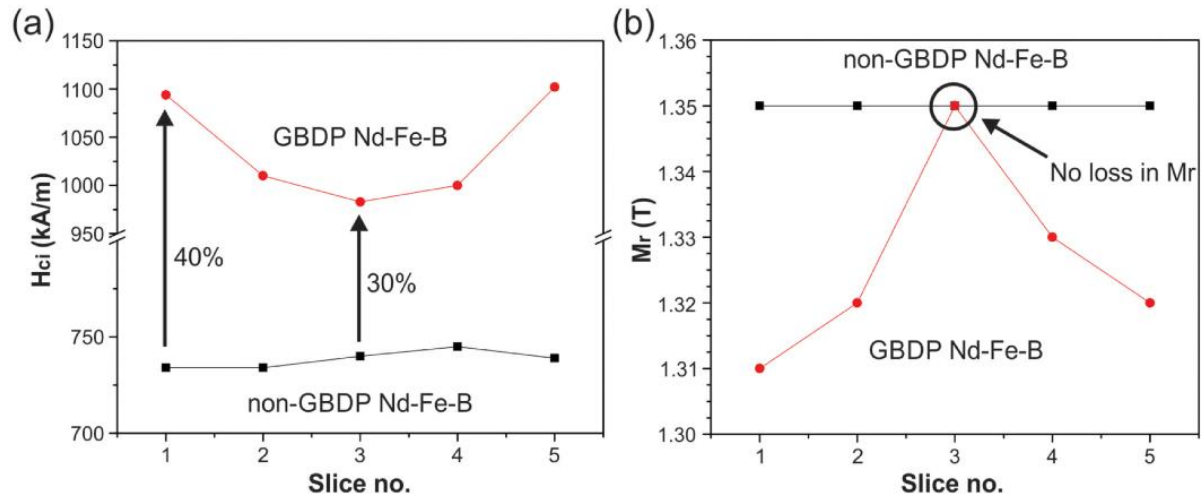 (a)
1150
1100
1050
1000
950
750
700
Hci (kA/m)
GBDP Nd-Fe-B
40%
30%
non-GBDP Nd-Fe-B
1 2 3 4 5
Slice no.
(b)
1.36
1.35
1.34
1.33
1.32
1.31
1.30
Mr (T)
non-GBDP Nd-Fe-B
No loss in Mr
GBDP Nd-Fe-B
1 2 3 4 5
Slice no.